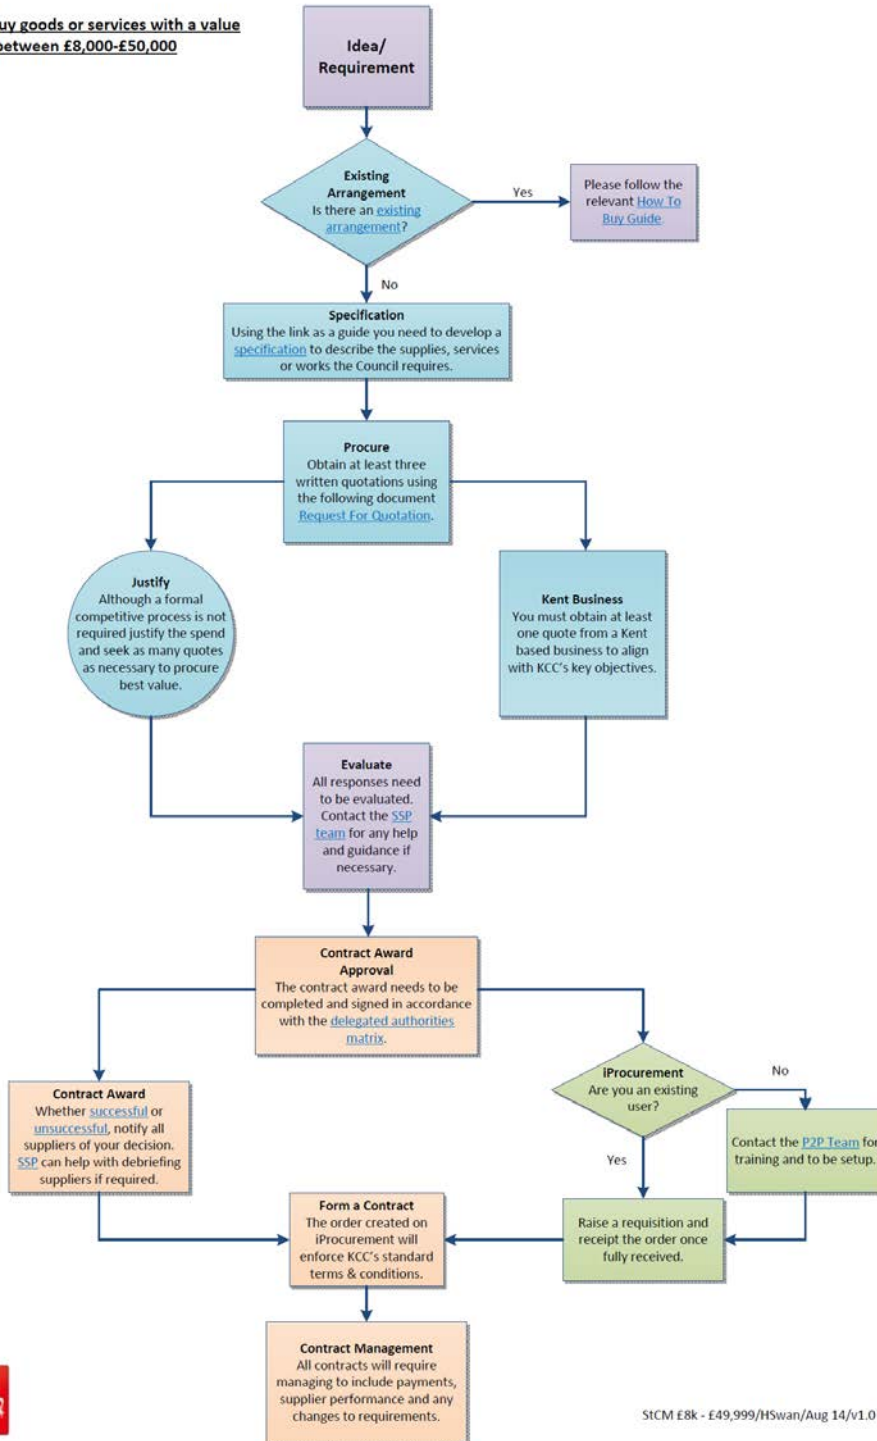 uy goods or services with a value
between £8,000-£50,000
Idea/
Requirement
Existing
Arrangement
Is there an existing
arrangement?
Yes
Please follow the
relevant How To
Buy Guide.
No
Specification
Using the link as a guide you need to develop a
specification to describe the supplies, services
or works the Council requires.
Procure
Obtain at least three
written quotations using
the following document
Request For Quotation.
Justify
Although a formal
competitive process is not
required justify the spend
and seek as many quotes
as necessary to procure
best value.
Kent Business
You must obtain at least
one quote from a Kent
based business to align
with KCC's key objectives.
Evaluate
All responses need
to be evaluated.
Contact the SSP
team for any help
and guidance if
necessary.
Contract Award
Approval
The contract award needs to be
completed and signed in accordance
with the delegated authorities
matrix.
Contract Award
Whether successful or
unsuccessful, notify all
suppliers of your decision.
SSP can help with debriefing
suppliers if required.
iProcurement
Are you an existing
user?
No
Contact the P2P Team for
training and to be setup.
Yes
Raise a requisition and
receipt the order once
fully received.
Form a Contract
The order created on
iProcurement will
enforce KCC's standard
terms & conditions.
Contract Management
All contracts will require
managing to include payments,
supplier performance and any
changes to requirements.
StCM £8k - £49,999/HSwan/Aug 14/v1.0